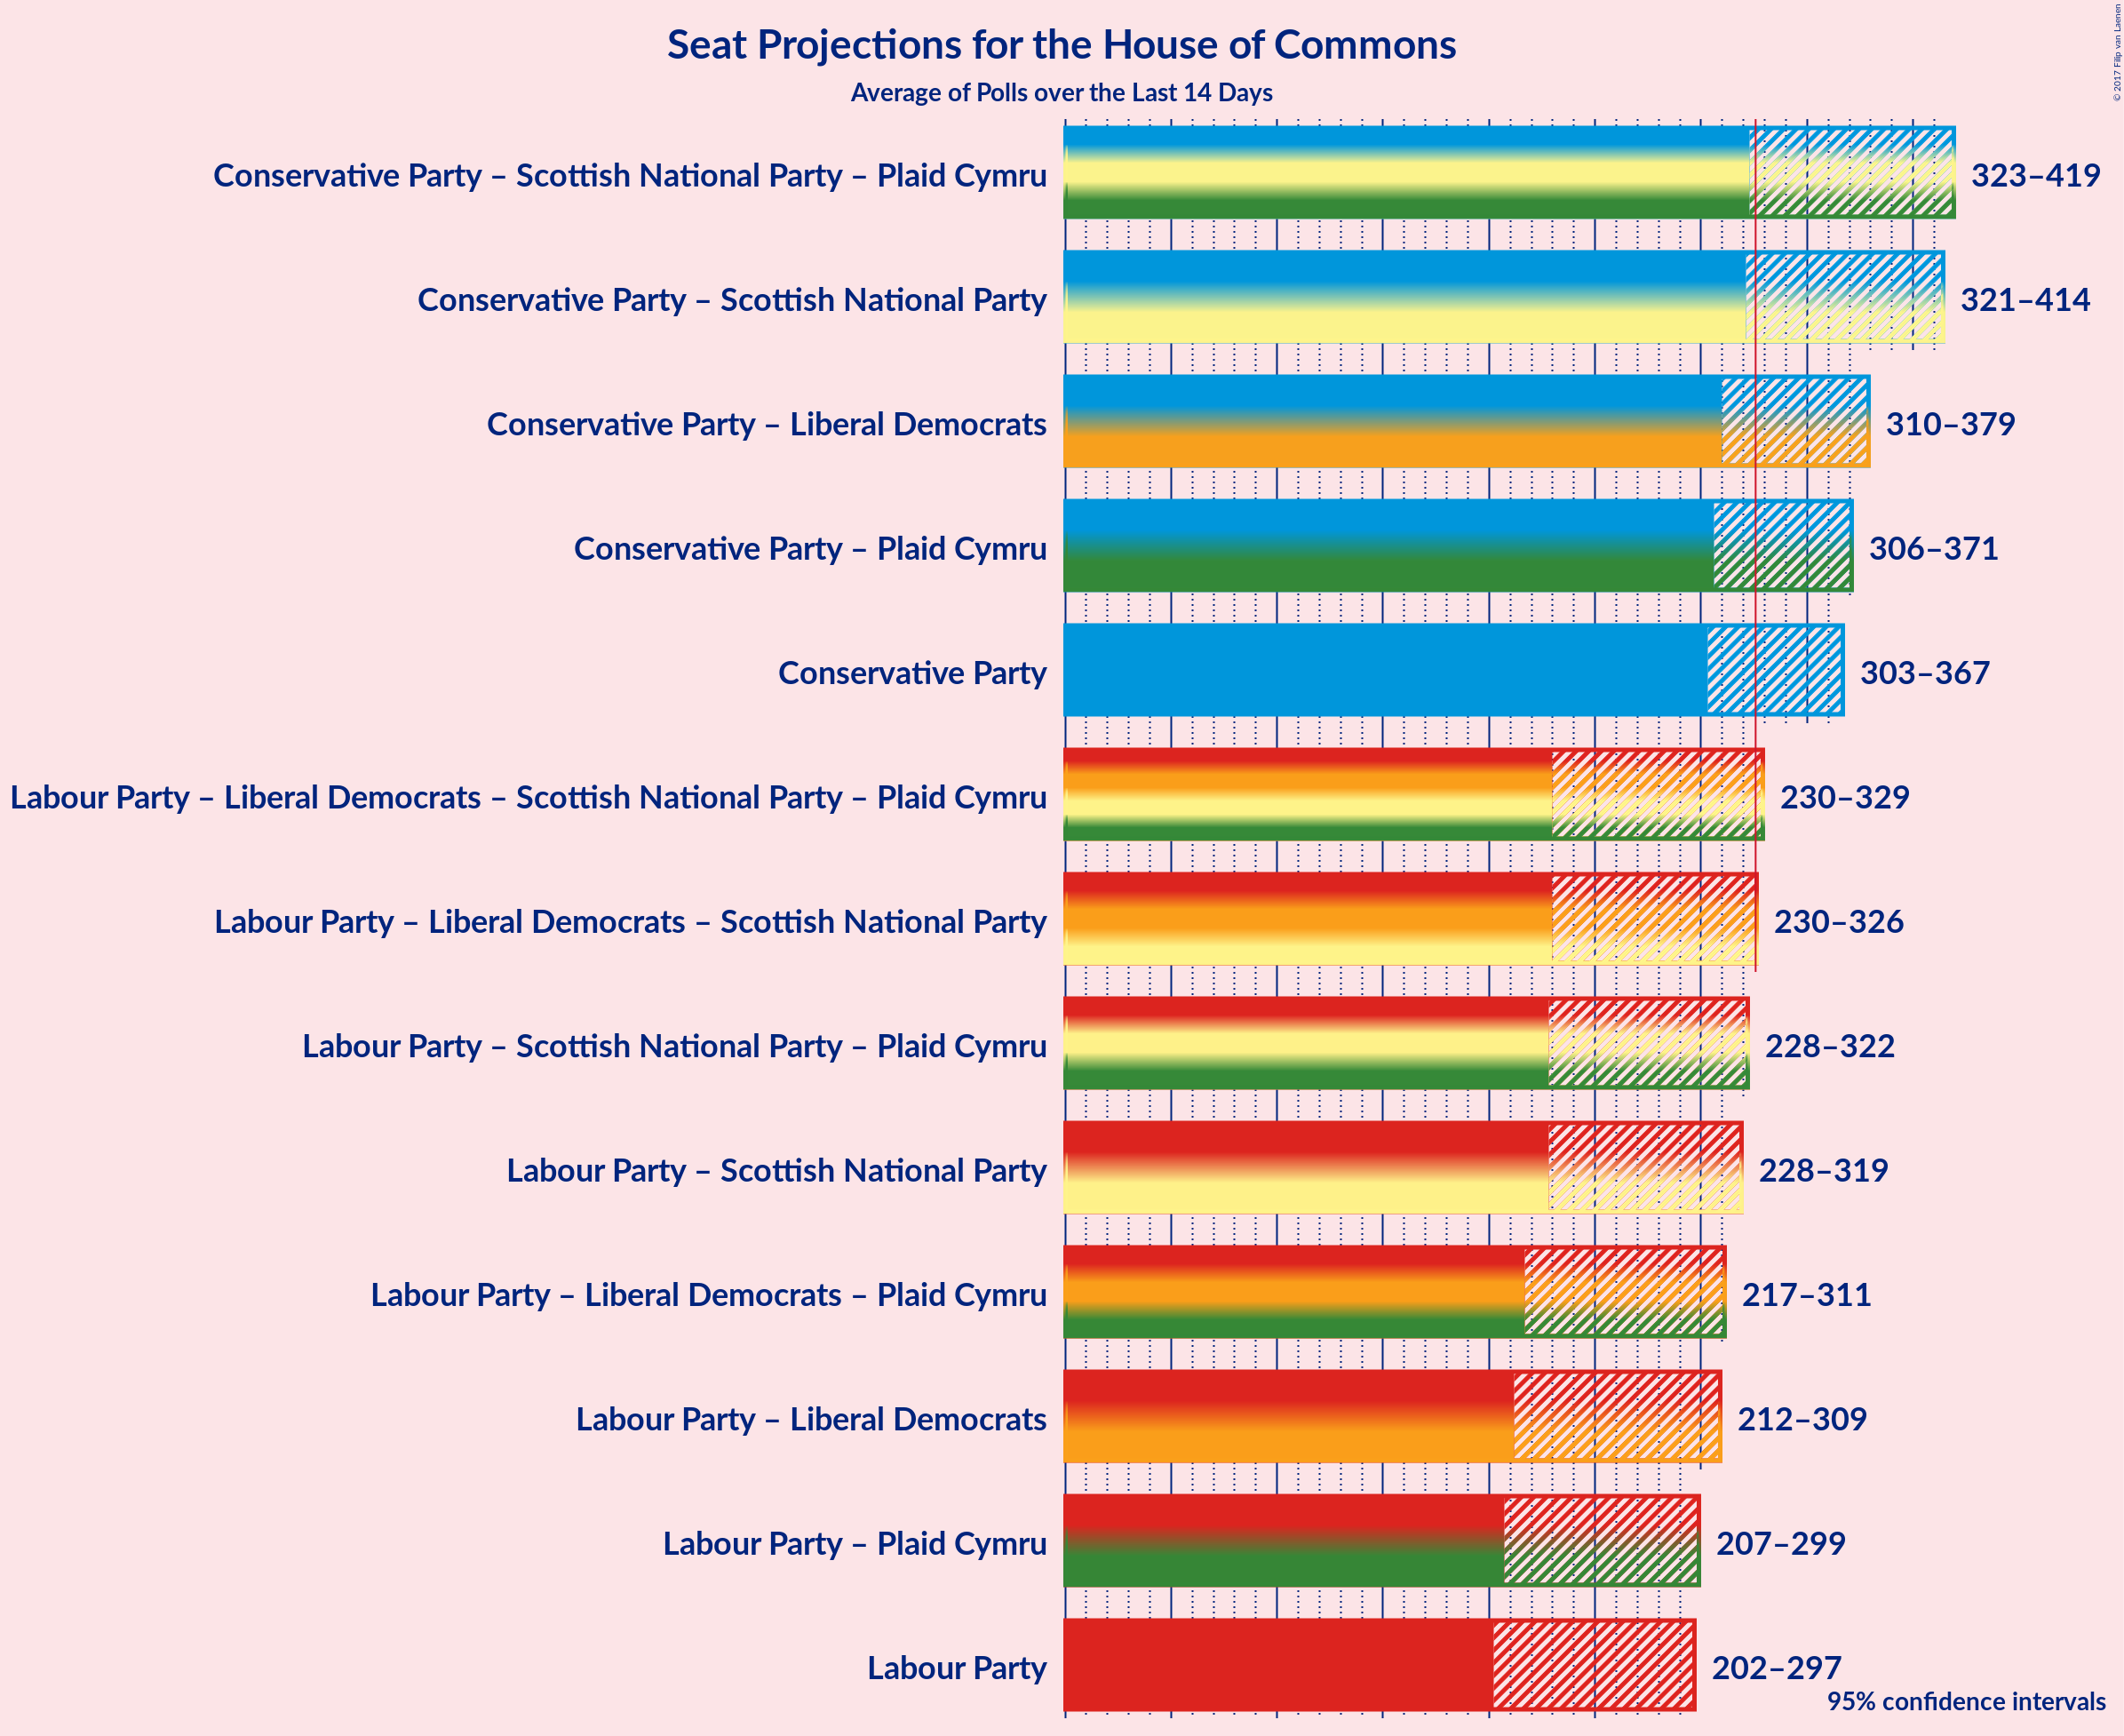 Seat Projections for the House of Commons
Average of Polls over the Last 14 Days
© 2017 Filip van Laenen
Conservative Party – Scottish National Party – Plaid Cymru 323–419
Conservative Party – Scottish National Party 321–414
Conservative Party – Liberal Democrats 310–379
Conservative Party – Plaid Cymru 306–371
Conservative Party 303–367
Labour Party – Liberal Democrats – Scottish National Party – Plaid Cymru 230–329
Labour Party – Liberal Democrats – Scottish National Party 230–326
Labour Party – Scottish National Party – Plaid Cymru 228–322
Labour Party – Scottish National Party 228–319
Labour Party – Liberal Democrats – Plaid Cymru 217–311
Labour Party – Liberal Democrats 212–309
Labour Party – Plaid Cymru 207–299
Labour Party 202–297
95% confidence intervals